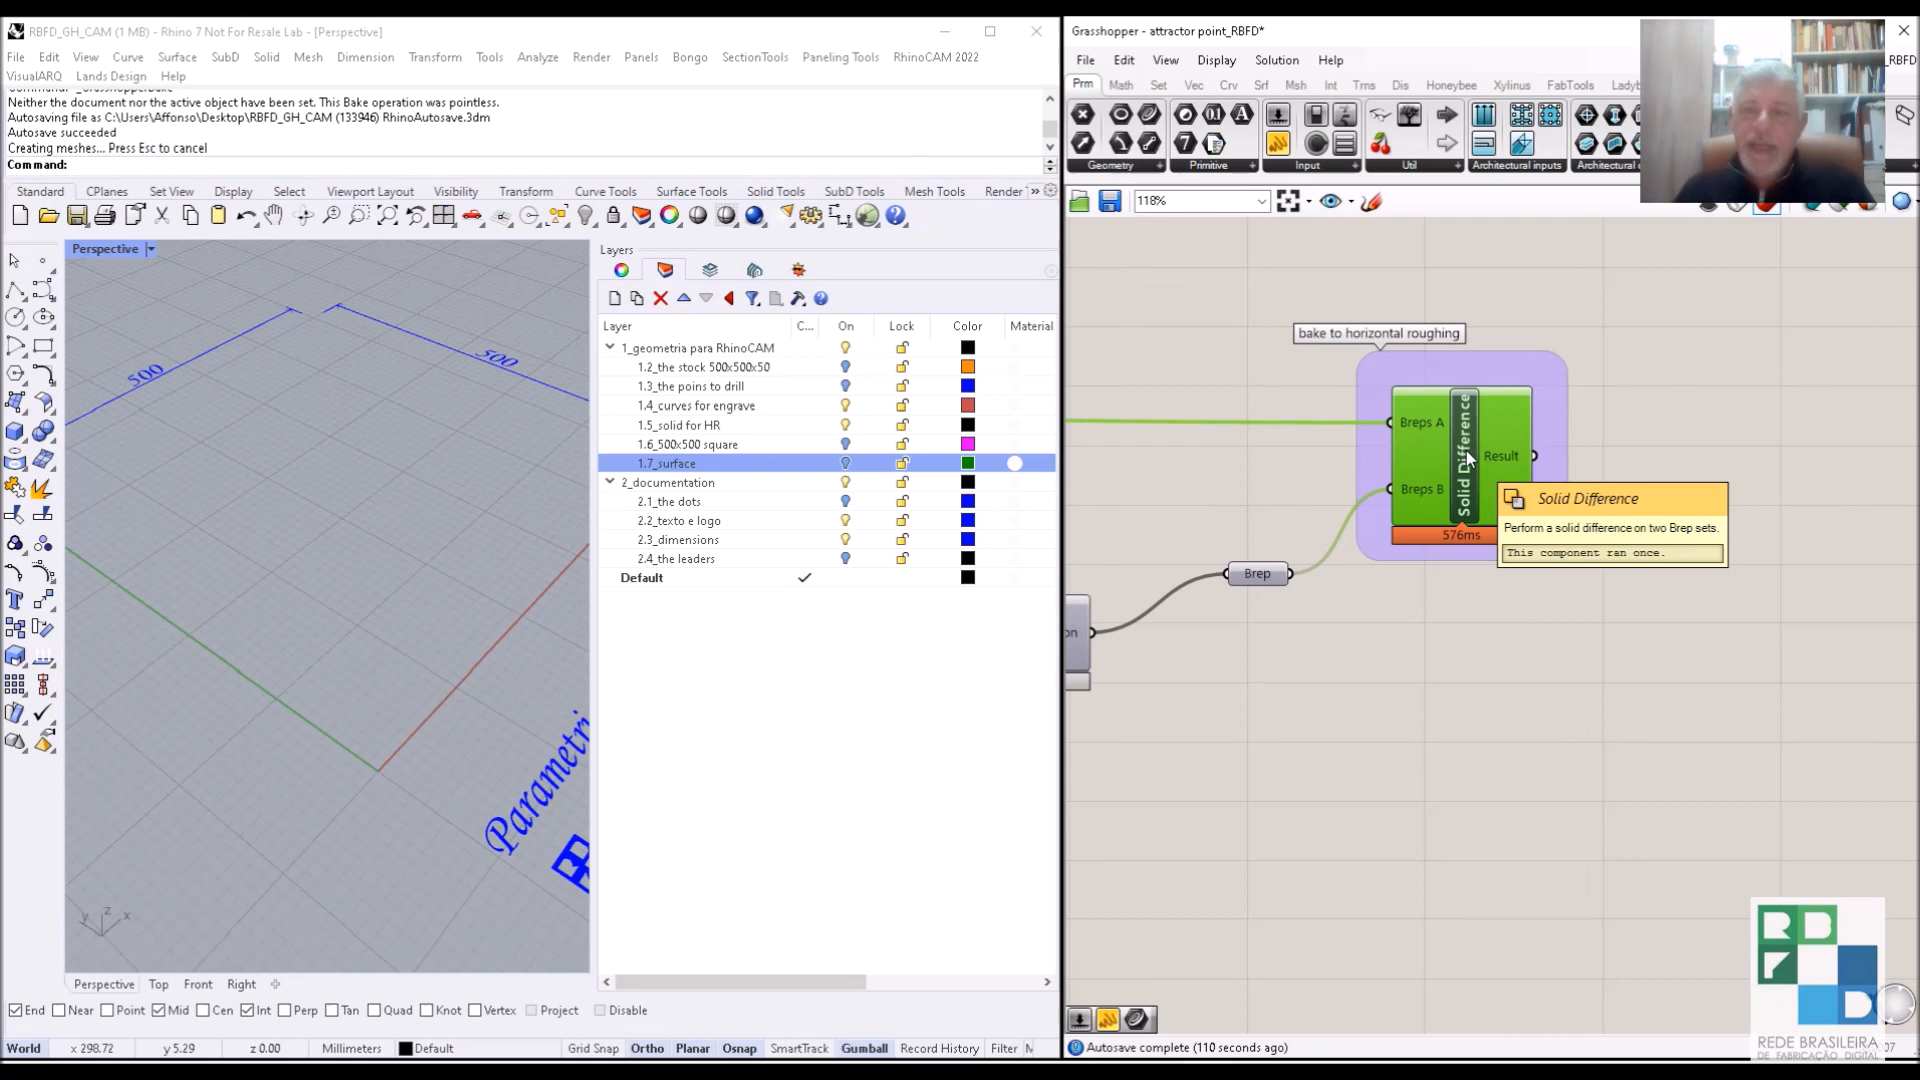 RBFD_GH_CAM (1 MB) - Rhino 7 Not For Resale Lab - [Perspective]
File Edit View Curve Surface SubD Solid Mesh Dimension Transform Tools Analyze Render Panels Bongo SectionTools Paneling Tools RhinoCAM 2022
VisualARQ Lands Design Help
Neither the document nor the active object have been set. This Bake operation was pointless.
Autosaving file as C:\Users\Affonso\Desktop\RBFD_GH_CAM (133946) RhinoAutosave.3dm
Autosave succeeded
Creating meshes... Press Esc to cancel
Command:
Standard CPlanes Set View Display Select Viewport Layout Visibility Transform Curve Tools Surface Tools Solid Tools SubD Tools Mesh Tools Render
Perspective
500
500
Parametri
z
y x
Layers
Layer C... On Lock Color Material
1_geometria para RhinoCAM
1.2_the stock 500x500x50
1.3_the poins to drill
1.4_curves for engrave
1.5_solid for HR
1.6_500x500 square
1.7_surface
2_documentation
2.1_the dots
2.2_texto e logo
2.3_dimensions
2.4_the leaders
Default
Perspective Top Front Right
End Near Point Mid Cen Int Perp Tan Quad Knot Vertex Project Disable
World x 298.72 y 5.29 z 0.00 Millimeters Default Grid Snap Ortho Planar Osnap SmartTrack Gumball Record History Filter M
Grasshopper - attractor point_RBFD*
File Edit View Display Solution Help
_RBFD
Prm Math Set Vec Crv Srf Msh Int Trns Dis Honeybee Xylinus FabTools Ladyb
Geometry Primitive Input Util Architectural inputs Architectural
118%
bake to horizontal roughing
Breps A
Breps B
Solid Difference
Result
576ms
Brep
on
Solid Difference
Perform a solid difference on two Brep sets.
This component ran once.
Autosave complete (110 seconds ago)
07
RB
F
D
REDE BRASILEIRA
DE FABRICAÇÃO DIGITAL